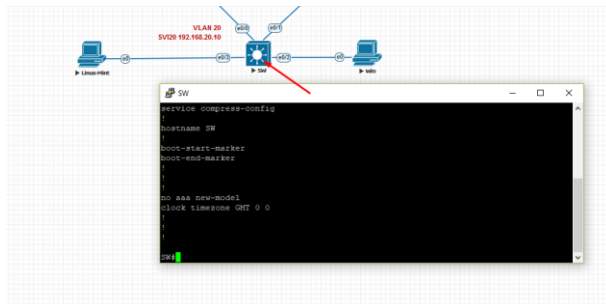 VLAN 20
SVI20 192.168.20.10
e0/0
e0/1
e0
e0/3
e0/2
e0
Linux-Mint
SW
Win
SW
service compress-config
!
hostname SW
!
boot-start-marker
boot-end-marker
!
!
!
no aaa new-model
clock timezone GMT 0 0
!
!
!
SW#